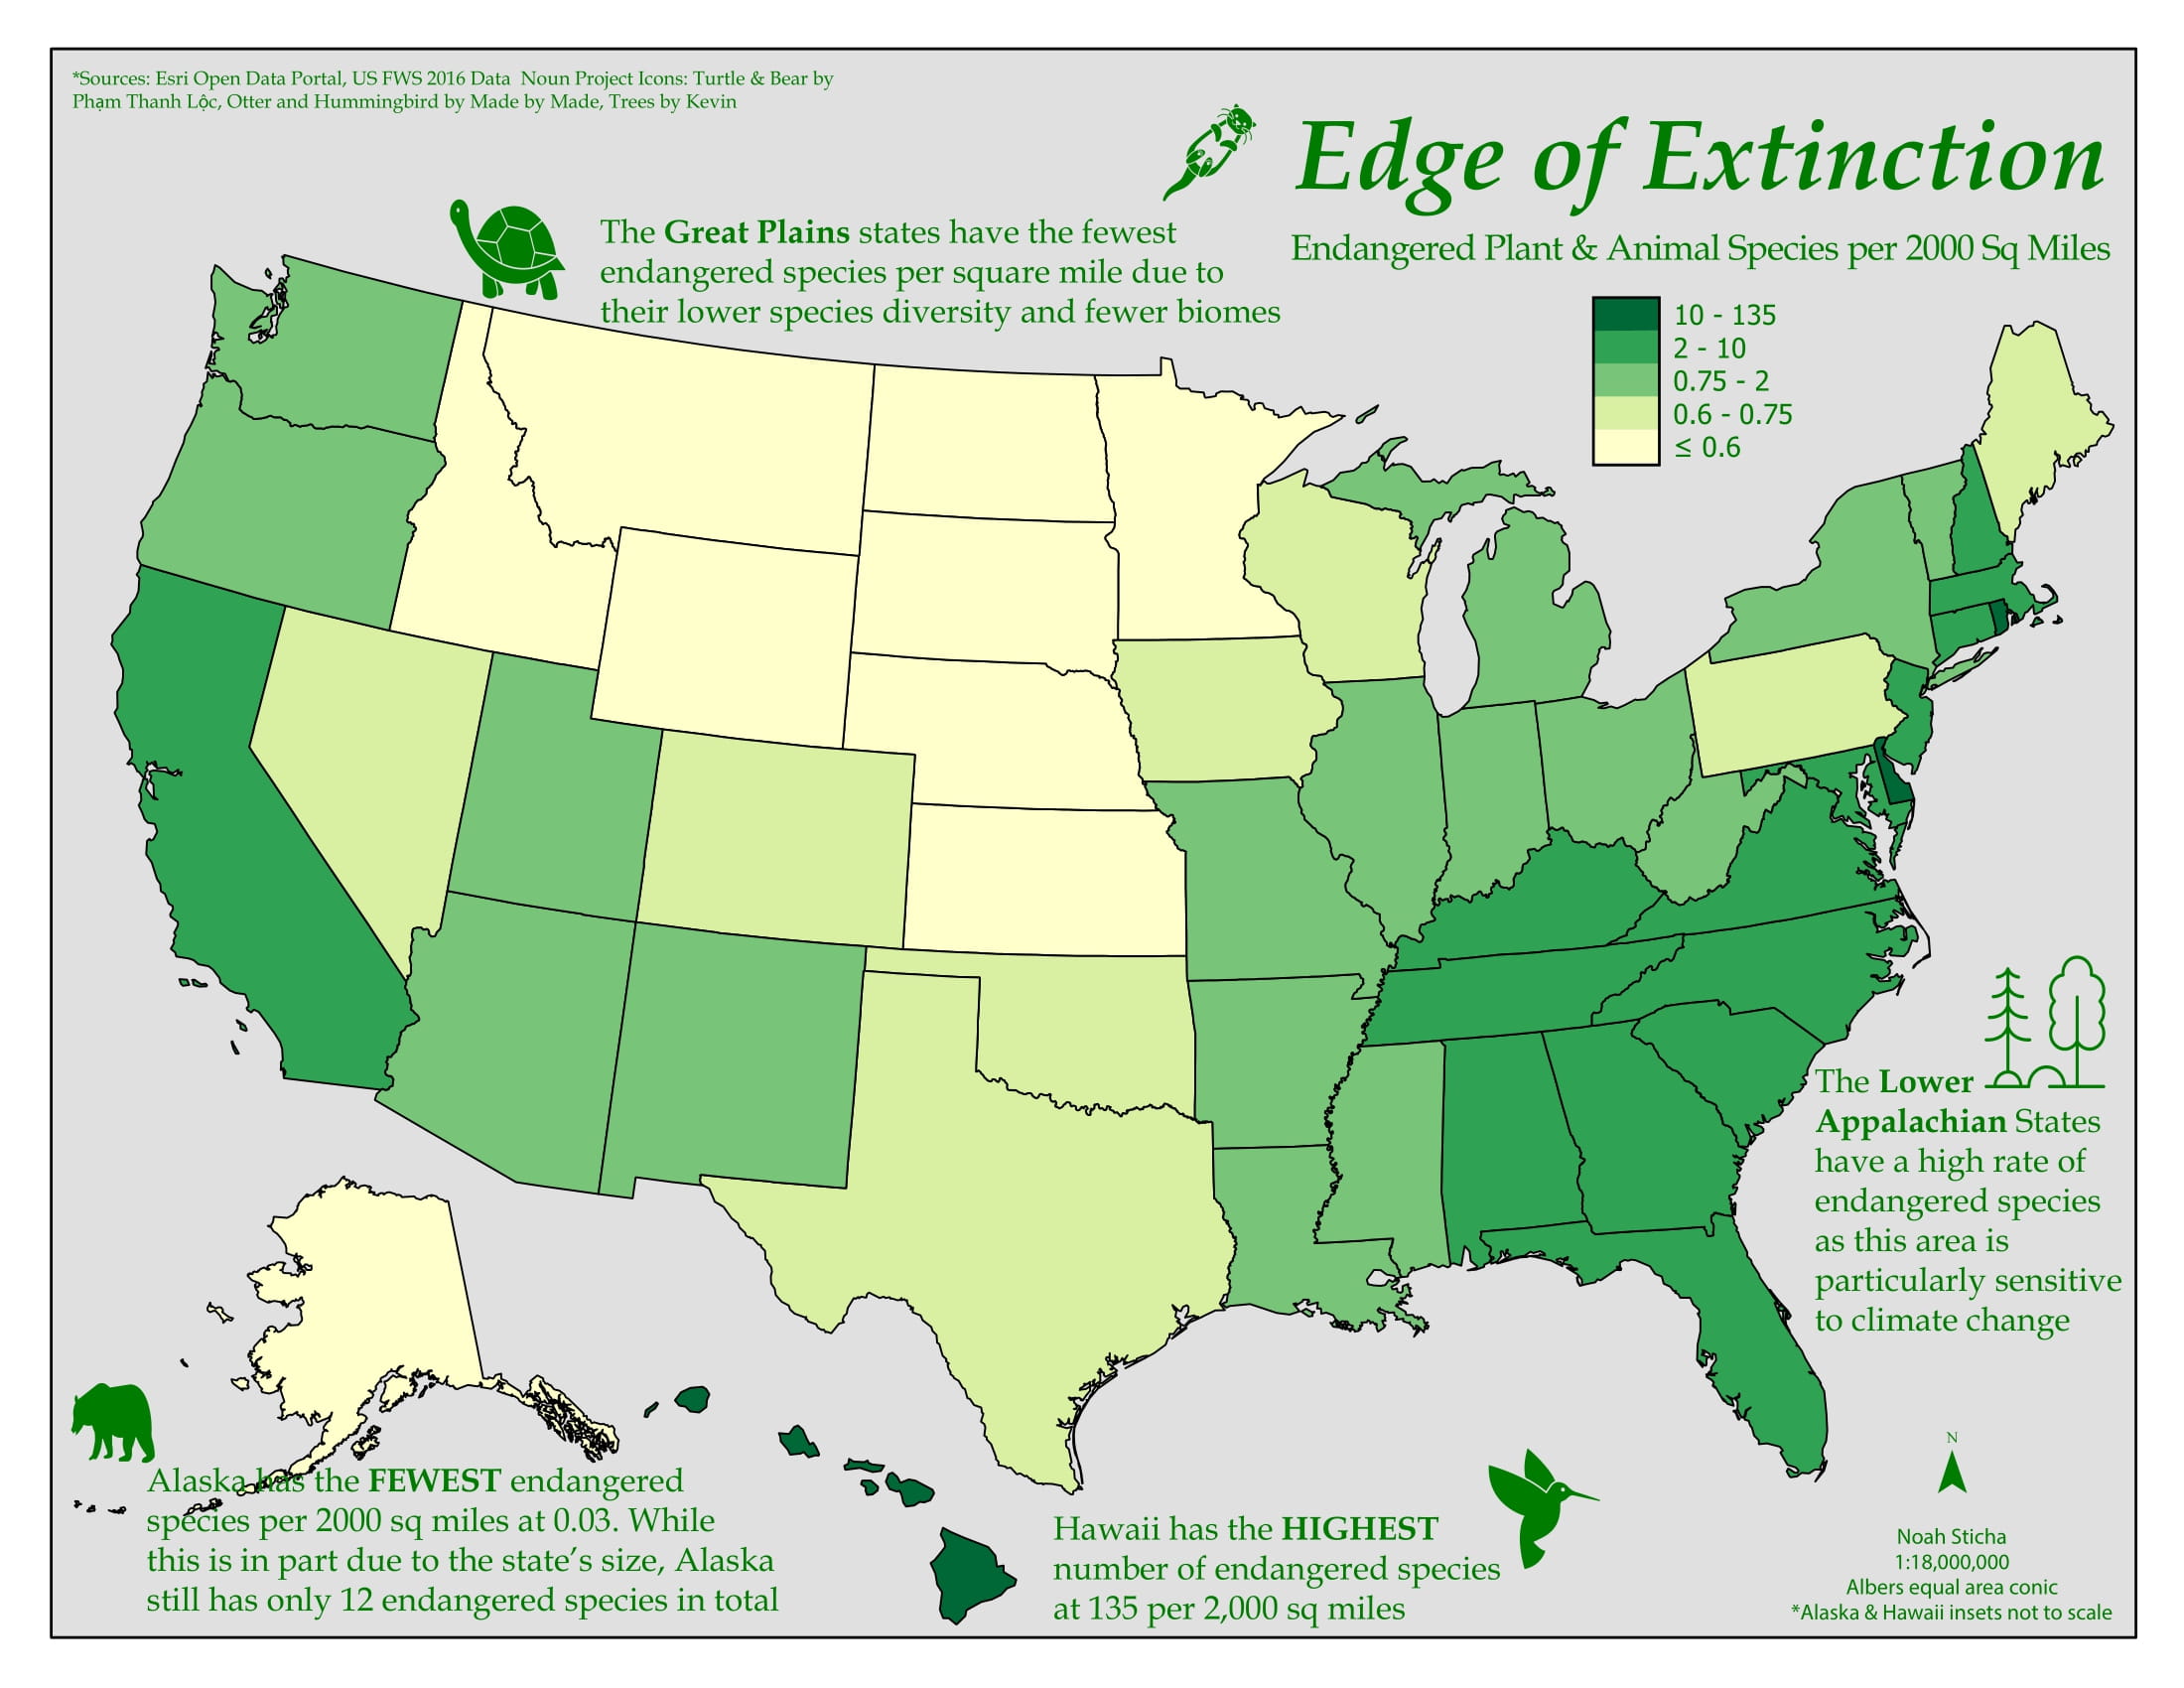 *Sources: Esri Open Data Portal, US FWS 2016 Data  Noun Project Icons: Turtle & Bear by
Phạm Thanh Lộc, Otter and Hummingbird by Made by Made, Trees by Kevin
Edge of Extinction
Endangered Plant & Animal Species per 2000 Sq Miles
The Great Plains states have the fewest
endangered species per square mile due to
their lower species diversity and fewer biomes
10 - 135
2 - 10
0.75 - 2
0.6 - 0.75
≤ 0.6
The Lower
Appalachian States
have a high rate of
endangered species
as this area is
particularly sensitive
to climate change
Alaska has the FEWEST endangered
species per 2000 sq miles at 0.03. While
this is in part due to the state's size, Alaska
still has only 12 endangered species in total
Hawaii has the HIGHEST
number of endangered species
at 135 per 2,000 sq miles
N
Noah Sticha
1:18,000,000
Albers equal area conic
*Alaska & Hawaii insets not to scale